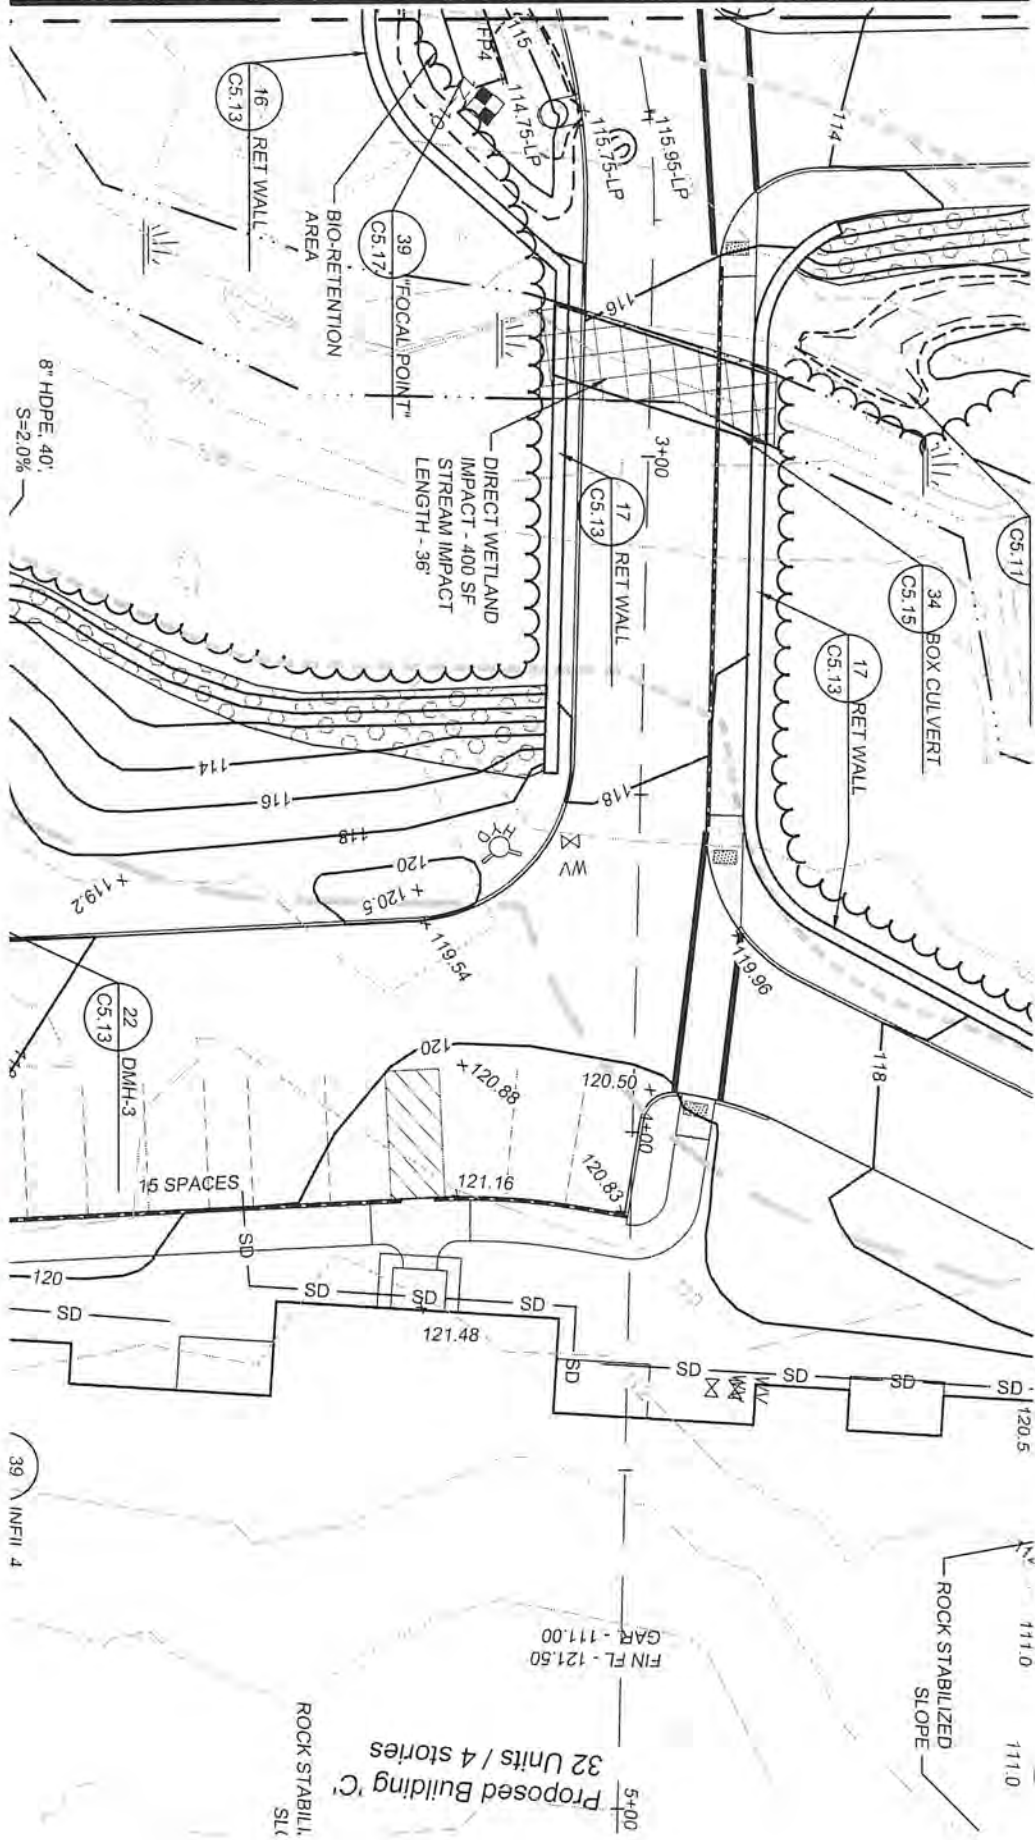 FP4
115
114.75-LP
115.75-LP
115.95-LP
114
16
C5.13
RET WALL
BIO-RETENTION
AREA
39
C5.17
"FOCAL POINT"
116
C5.11
34
C5.15
BOX CULVERT
8" HDPE, 40',
S=2.0%
DIRECT WETLAND
IMPACT - 400 SF
STREAM IMPACT
LENGTH - 36'
3+00
17
C5.13
RET WALL
17
C5.13
RET WALL
114
116
118
118
HYD
WV
120
120.5
119.2
119.54
119.96
118
22
C5.13
DMH-3
120
120.88
120.50
4+00
120.83
121.16
15 SPACES
SD
120
SD
SD
SD
SD
SD
121.48
SD
SD
SD
SD
WV
120.5
39
INFIL 4
FIN FL - 121.50
GAR - 111.00
Proposed Building 'C'
32 Units / 4 stories
5+00
ROCK STABILIZED
SLOPE
111.0
111.0
ROCK STABILI